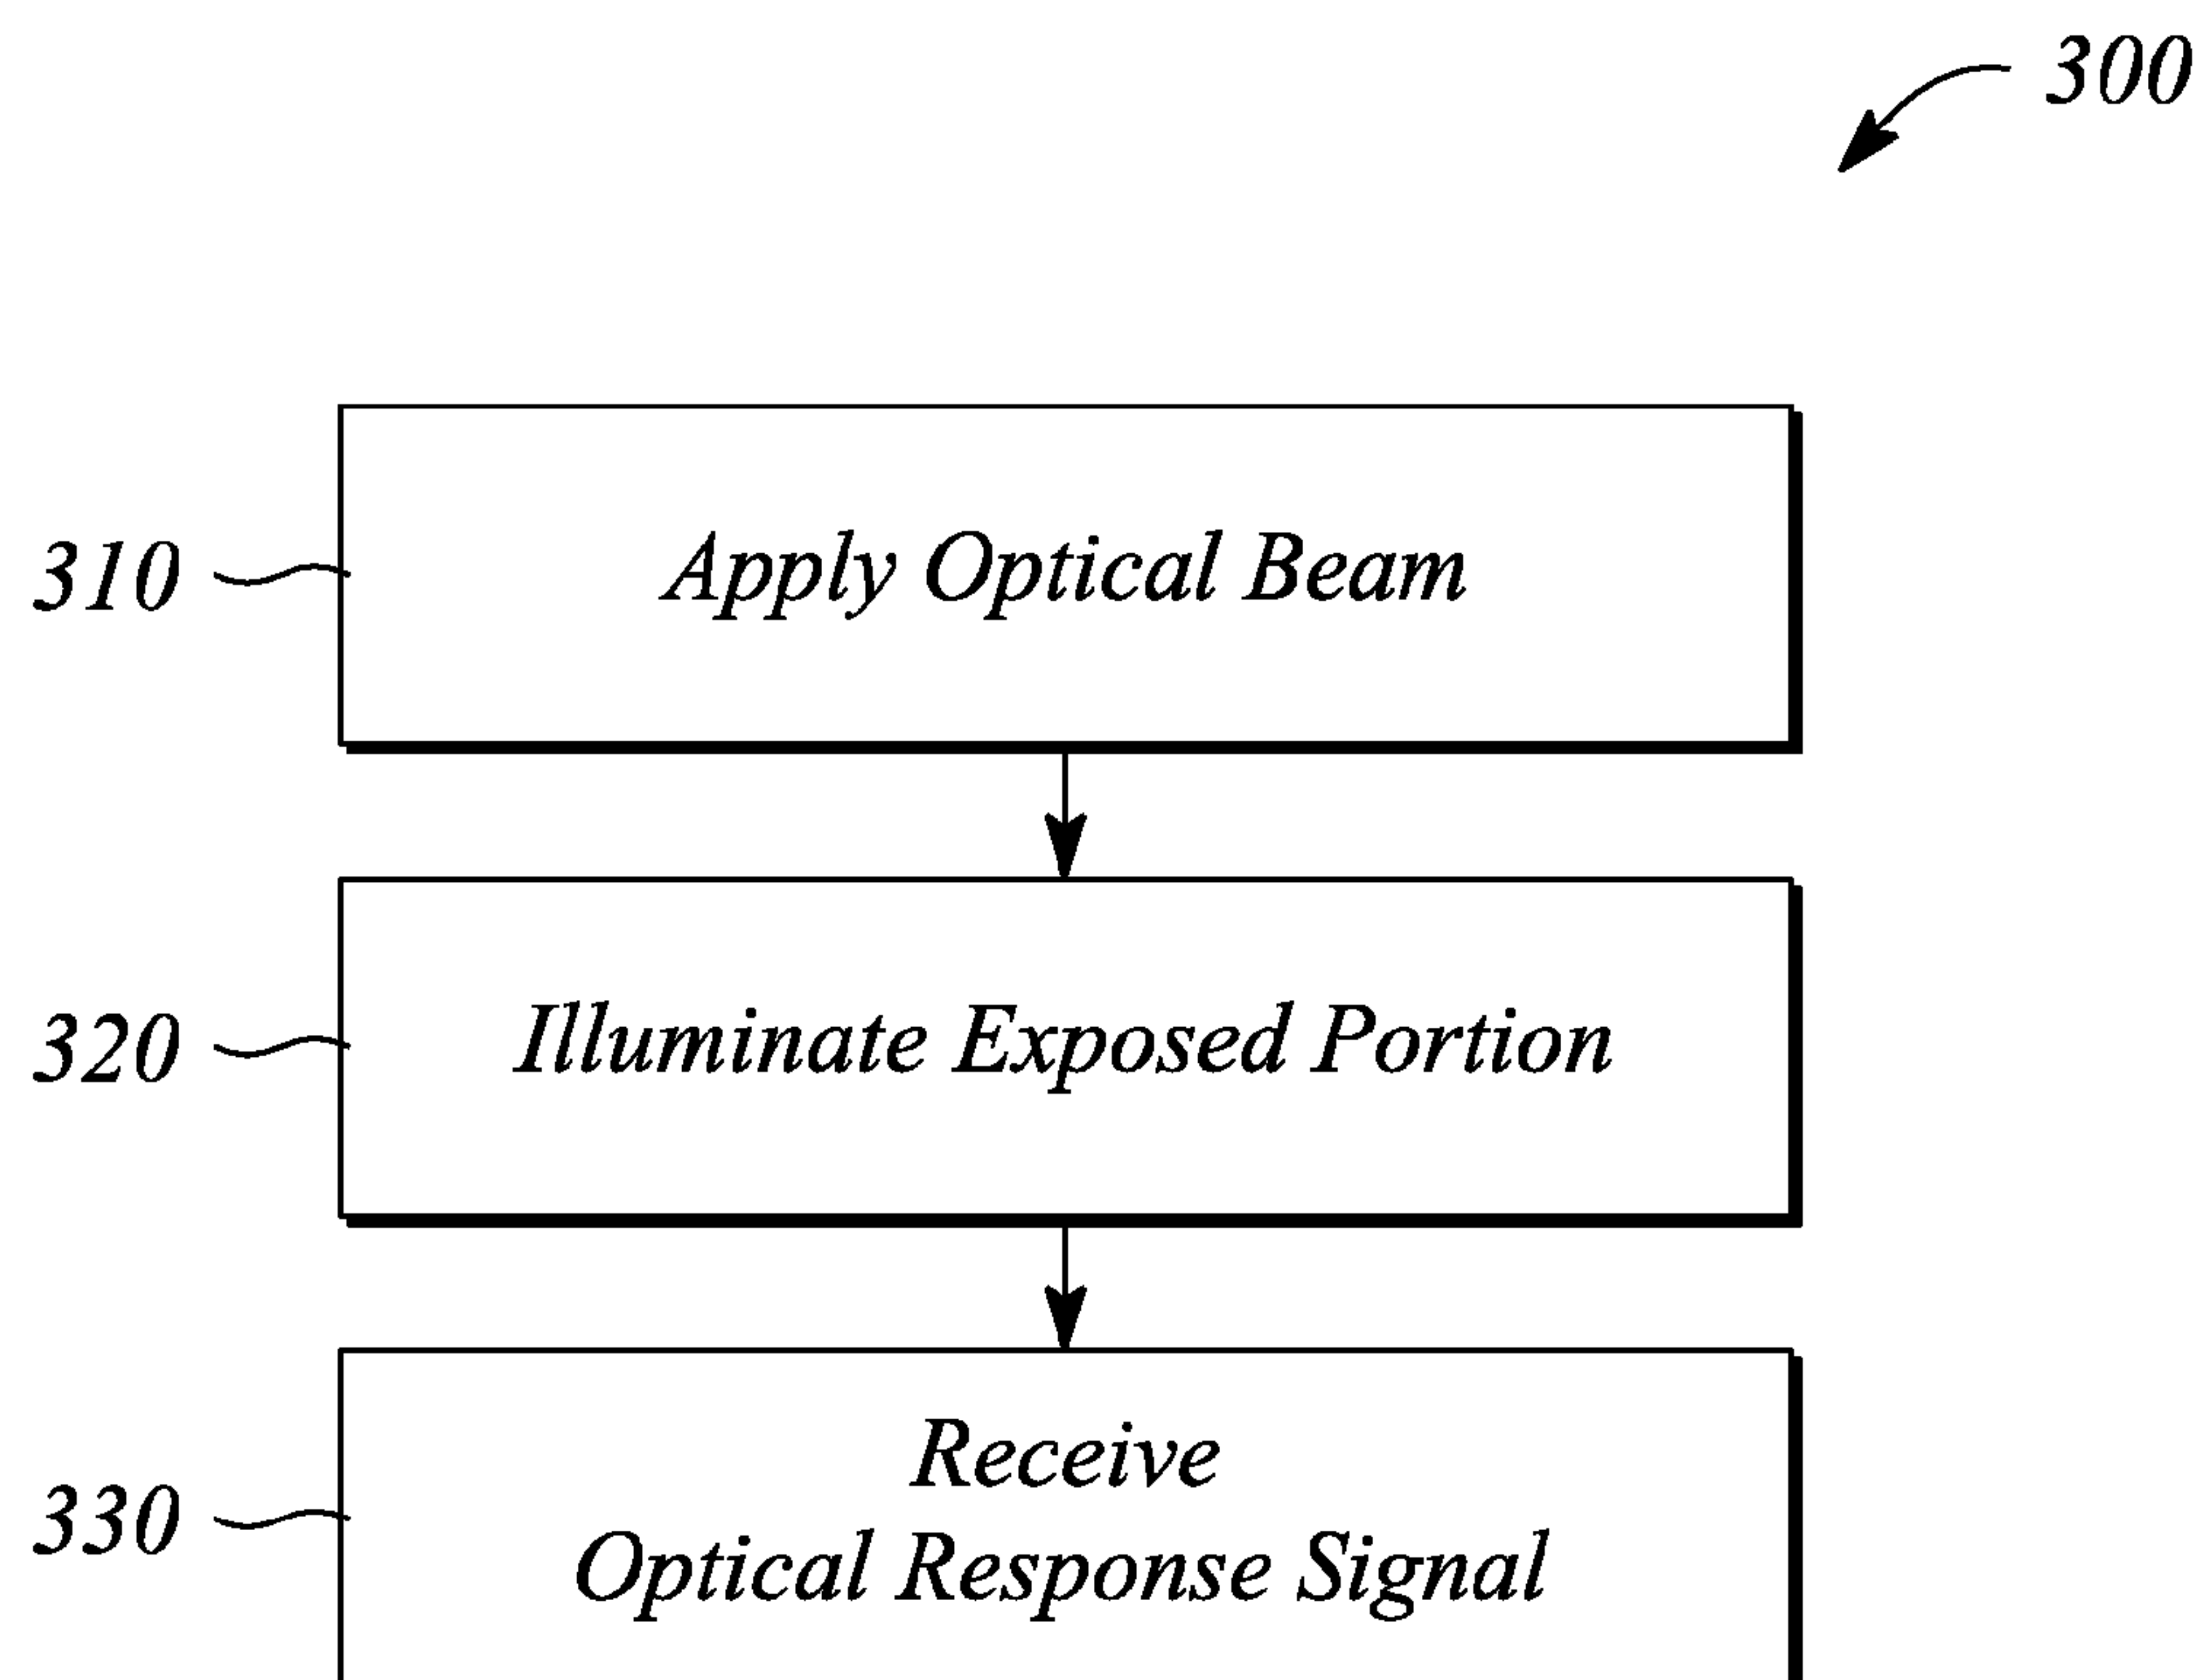 300
310
Apply Optical Beam
320
Illuminate Exposed Portion
330
Receive
Optical Response Signal